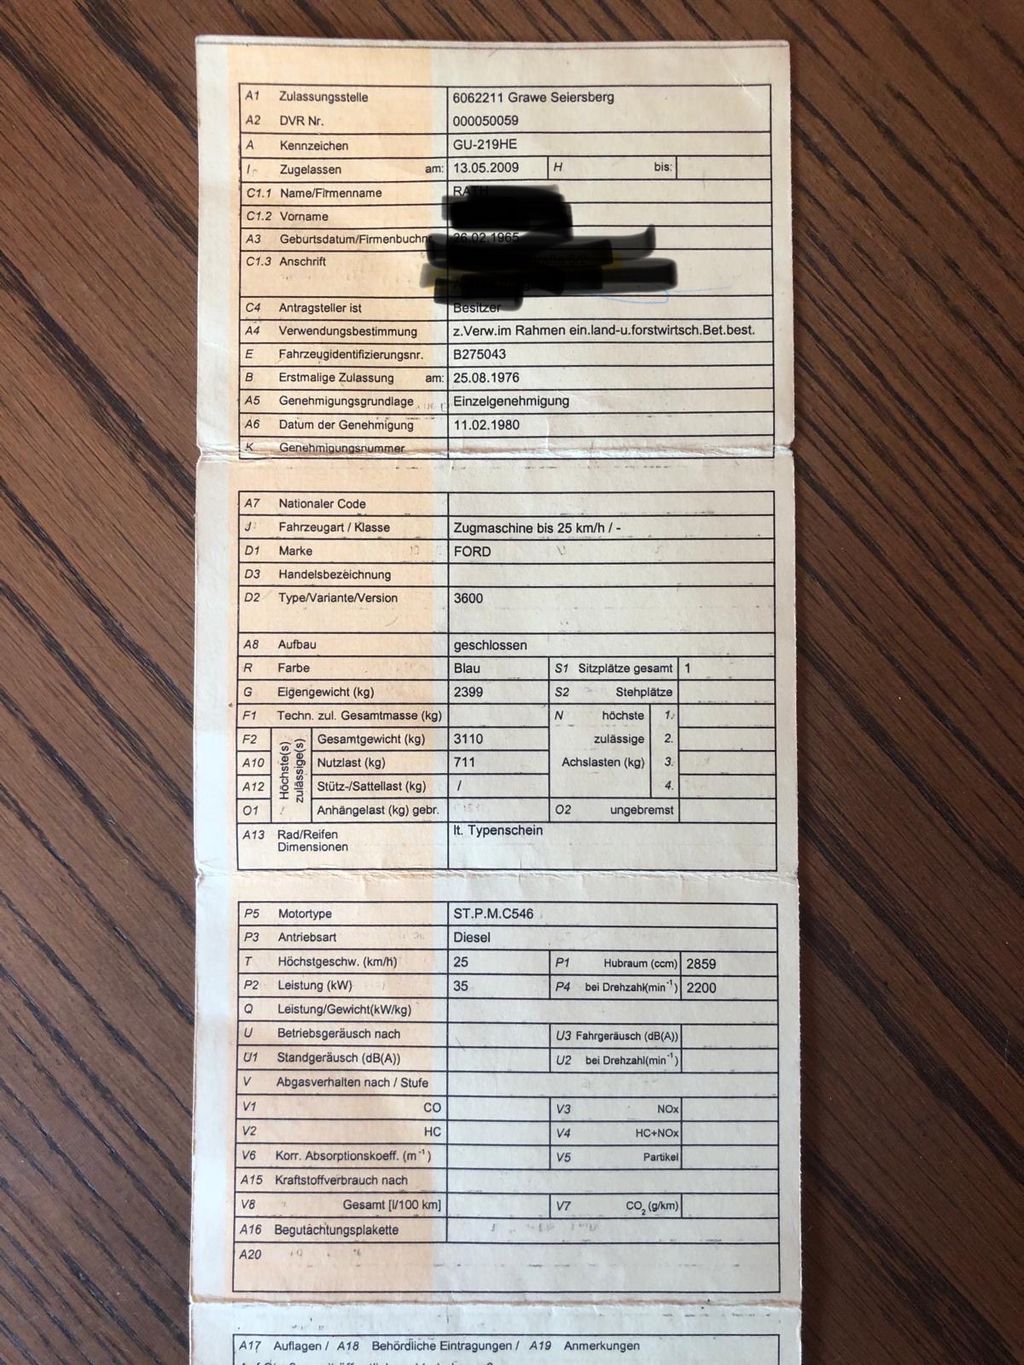 A1 Zulassungsstelle 6062211 Grawe Seiersberg
A2 DVR Nr. 000050059
A Kennzeichen GU-219HE
I Zugelassen am: 13.05.2009 H bis:
C1.1 Name/Firmenname
C1.2 Vorname
A3 Geburtsdatum/Firmenbuchnr
C1.3 Anschrift
C4 Antragsteller ist Besitzer
A4 Verwendungsbestimmung z.Verw.im Rahmen ein.land-u.forstwirtsch.Bet.best.
E Fahrzeugidentifizierungsnr. B275043
B Erstmalige Zulassung am: 25.08.1976
A5 Genehmigungsgrundlage Einzelgenehmigung
A6 Datum der Genehmigung 11.02.1980
K Genehmigungsnummer
A7 Nationaler Code
J Fahrzeugart / Klasse Zugmaschine bis 25 km/h / -
D1 Marke FORD
D3 Handelsbezeichnung
D2 Type/Variante/Version 3600
A8 Aufbau geschlossen
R Farbe Blau S1 Sitzplätze gesamt 1
G Eigengewicht (kg) 2399 S2 Stehplätze
F1 Techn. zul. Gesamtmasse (kg) N höchste 1.
Höchste(s) zulässige(s)
F2 Gesamtgewicht (kg) 3110 zulässige 2.
A10 Nutzlast (kg) 711 Achslasten (kg) 3.
A12 Stütz-/Sattellast (kg) / 4.
O1 Anhängelast (kg) gebr. O2 ungebremst
A13 Rad/Reifen lt. Typenschein
Dimensionen
P5 Motortype ST.P.M.C546
P3 Antriebsart Diesel
T Höchstgeschw. (km/h) 25 P1 Hubraum (ccm) 2859
P2 Leistung (kW) 35 P4 bei Drehzahl(min⁻¹) 2200
Q Leistung/Gewicht(kW/kg)
U Betriebsgeräusch nach U3 Fahrgeräusch (dB(A))
U1 Standgeräusch (dB(A)) U2 bei Drehzahl(min⁻¹)
V Abgasverhalten nach / Stufe
V1 CO V3 NOx
V2 HC V4 HC+NOx
V6 Korr. Absorptionskoeff. (m⁻¹) V5 Partikel
A15 Kraftstoffverbrauch nach
V8 Gesamt [l/100 km] V7 CO₂ (g/km)
A16 Begutachtungsplakette
A20
A17 Auflagen / A18 Behördliche Eintragungen / A19 Anmerkungen